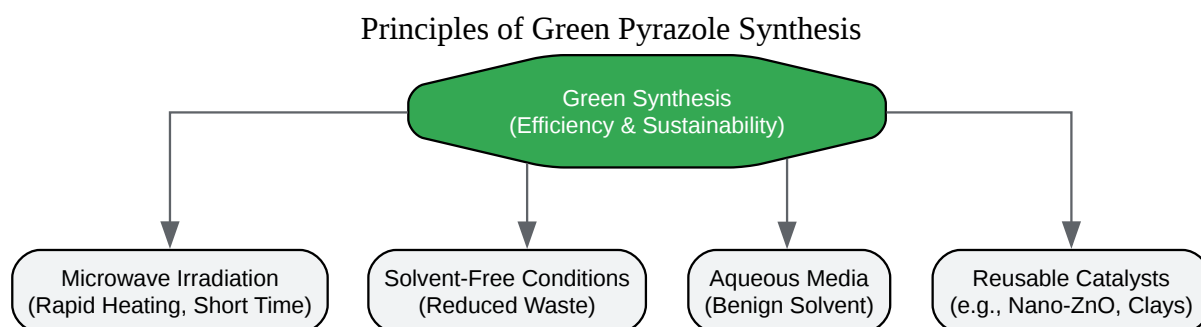 Principles of Green Pyrazole Synthesis
Green Synthesis
(Efficiency & Sustainability)
Microwave Irradiation
(Rapid Heating, Short Time)
Solvent-Free Conditions
(Reduced Waste)
Aqueous Media
(Benign Solvent)
Reusable Catalysts
(e.g., Nano-ZnO, Clays)